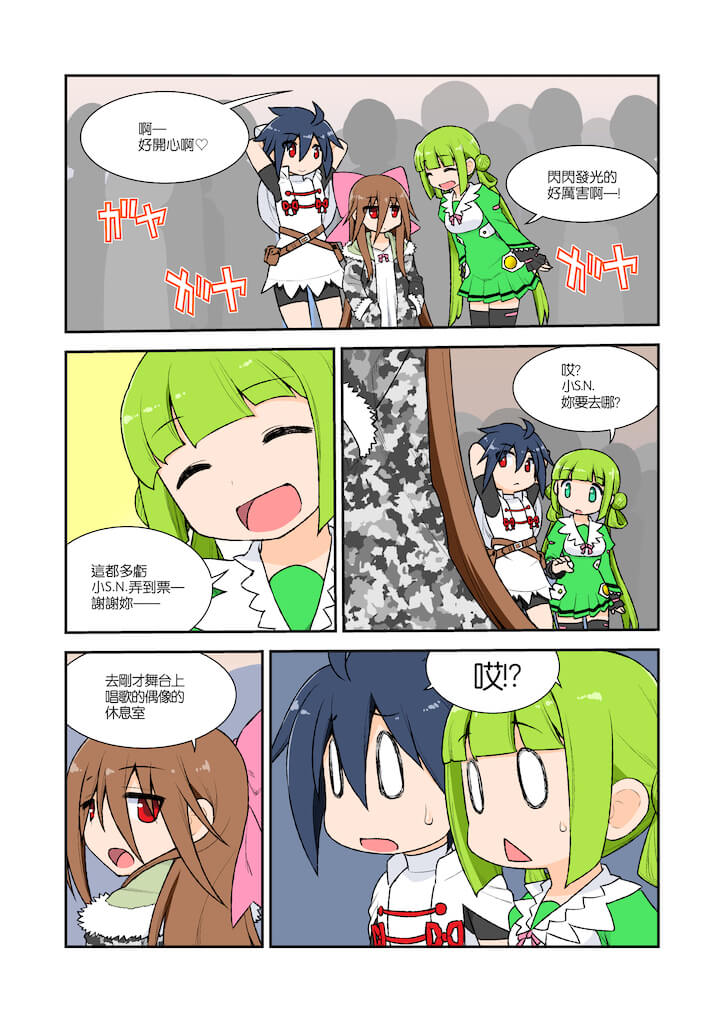 啊—
好開心啊♡
閃閃發光的
好厲害啊—!
ガヤ
ガヤ
ガヤ
這都多虧
小S.N.弄到票—
謝謝妳——
哎?
小S.N.
妳要去哪?
去剛才舞台上
唱歌的偶像的
休息室
哎!?